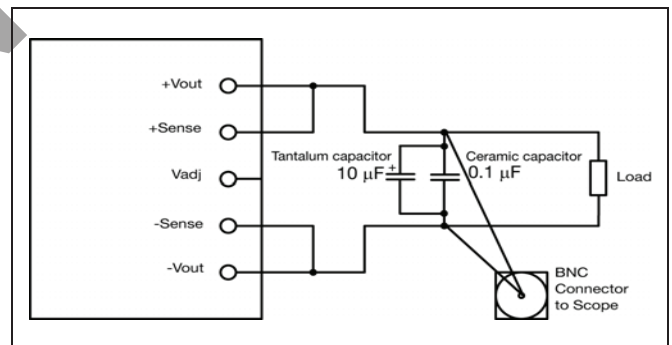 +Vout
+Sense
Vadj
-Sense
-Vout
Tantalum capacitor
10 µF
+
Ceramic capacitor
0.1 µF
Load
BNC
Connector
to Scope